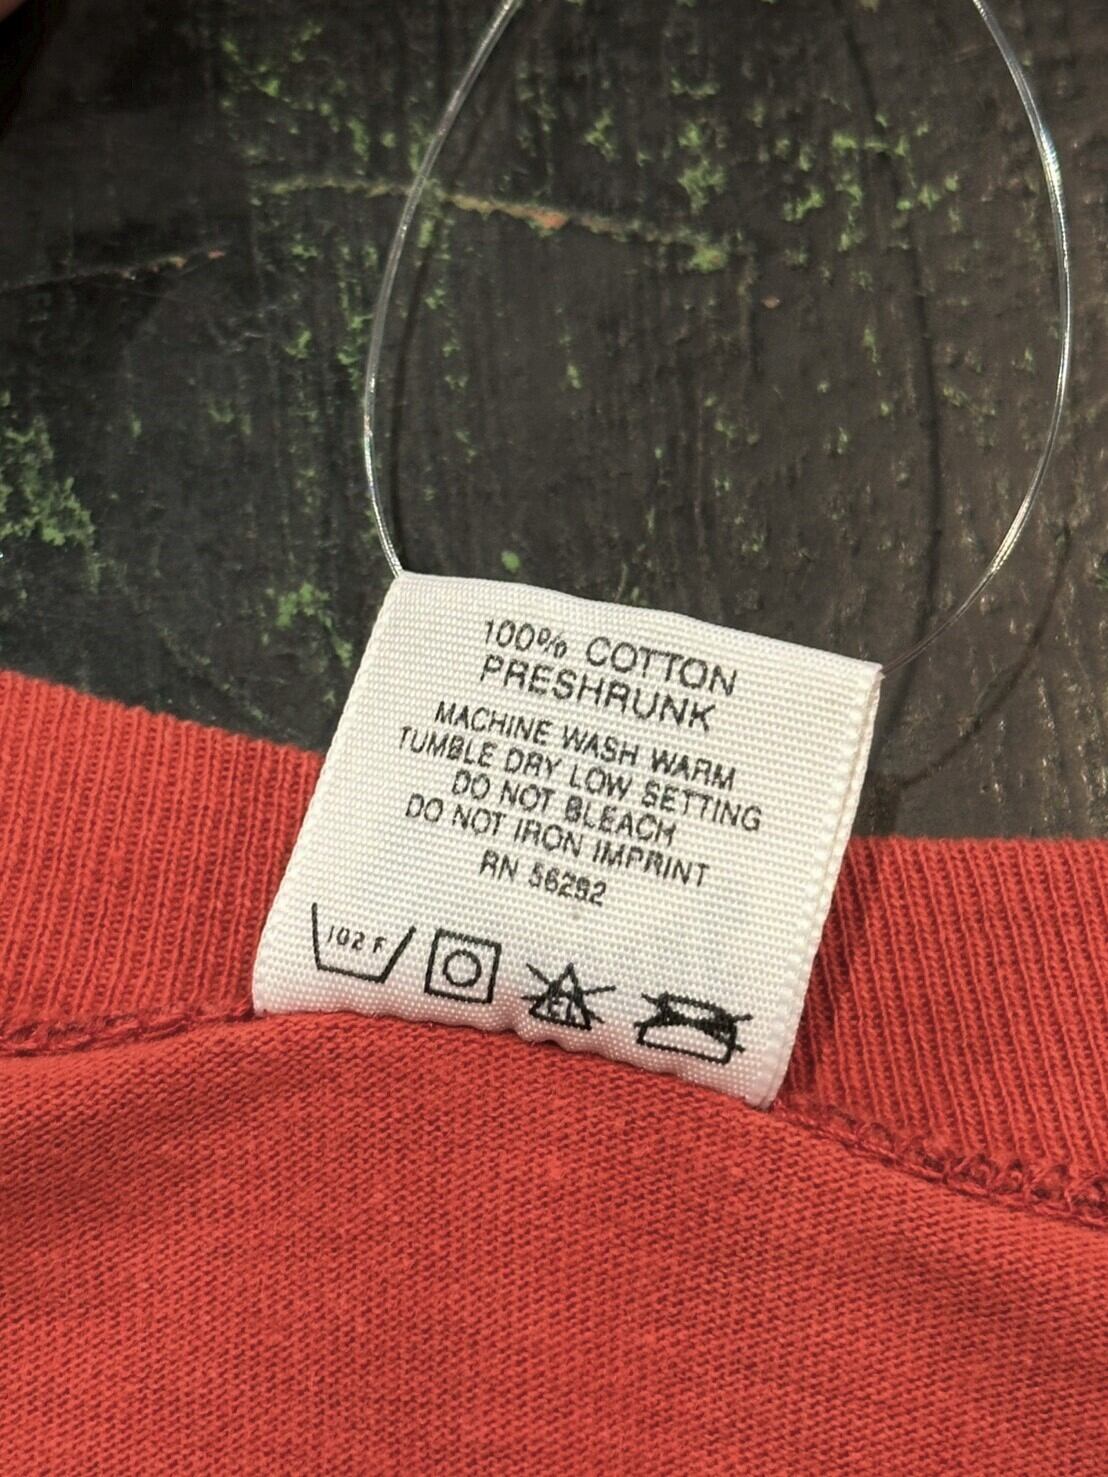 100% COTTON
PRESHRUNK
MACHINE WASH WARM
TUMBLE DRY LOW SETTING
DO NOT BLEACH
DO NOT IRON IMPRINT
RN 56292
102 F
Cl